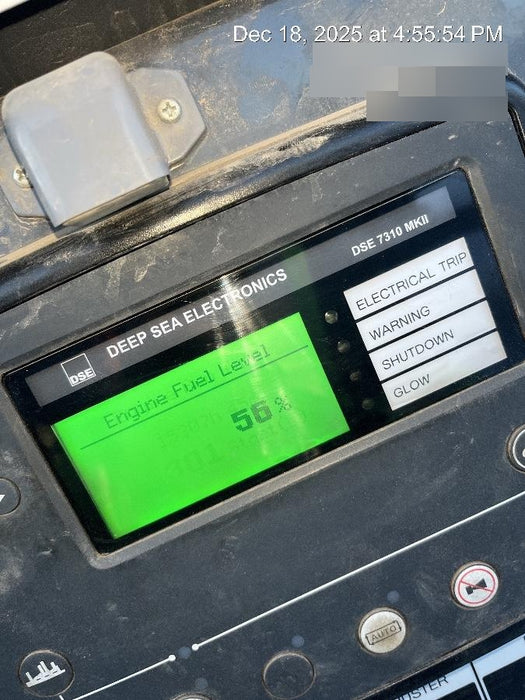 Dec 18, 2025 at 4:55:54 PM
DSE 7310 MKII
DSE
DEEP SEA ELECTRONICS
ELECTRICAL TRIP
WARNING
SHUTDOWN
GLOW
Engine Fuel Level
56 %
AUTO